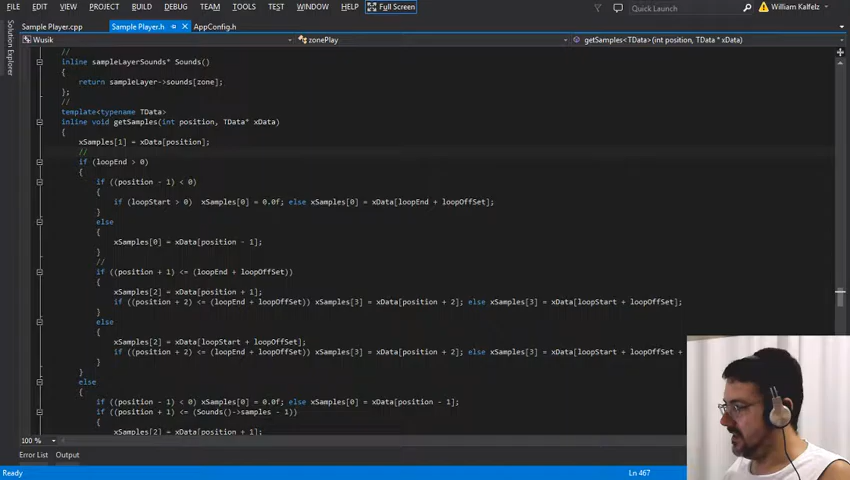 FILE EDIT VIEW PROJECT BUILD DEBUG TEAM TOOLS TEST WINDOW HELP Full Screen Quick Launch William Kalfelz
Sample Player.cpp Sample Player.h AppConfig.h
Solution Explorer
Wusik zonePlay getSamples<TData>(int position, TData * xData)
//
inline sampleLayerSounds* Sounds()
{
return sampleLayer->sounds[zone];
};
//
template<typename TData>
inline void getSamples(int position, TData* xData)
{
xSamples[1] = xData[position];
//
if (loopEnd > 0)
{
if ((position - 1) < 0)
{
if (loopStart > 0) xSamples[0] = 0.0f; else xSamples[0] = xData[loopEnd + loopOffSet];
}
else
{
xSamples[0] = xData[position - 1];
}
//
if ((position + 1) <= (loopEnd + loopOffSet))
{
xSamples[2] = xData[position + 1];
if ((position + 2) <= (loopEnd + loopOffSet)) xSamples[3] = xData[position + 2]; else xSamples[3] = xData[loopStart + loopOffSet];
}
else
{
xSamples[2] = xData[loopStart + loopOffSet];
if ((position + 2) <= (loopEnd + loopOffSet)) xSamples[3] = xData[position + 2]; else xSamples[3] = xData[loopStart + loopOffSet +
}
}
else
{
if ((position - 1) < 0) xSamples[0] = 0.0f; else xSamples[0] = xData[position - 1];
if ((position + 1) <= (Sounds()->samples - 1))
{
xSamples[2] = xData[position + 1];
100 %
Error List Output
Ready Ln 467